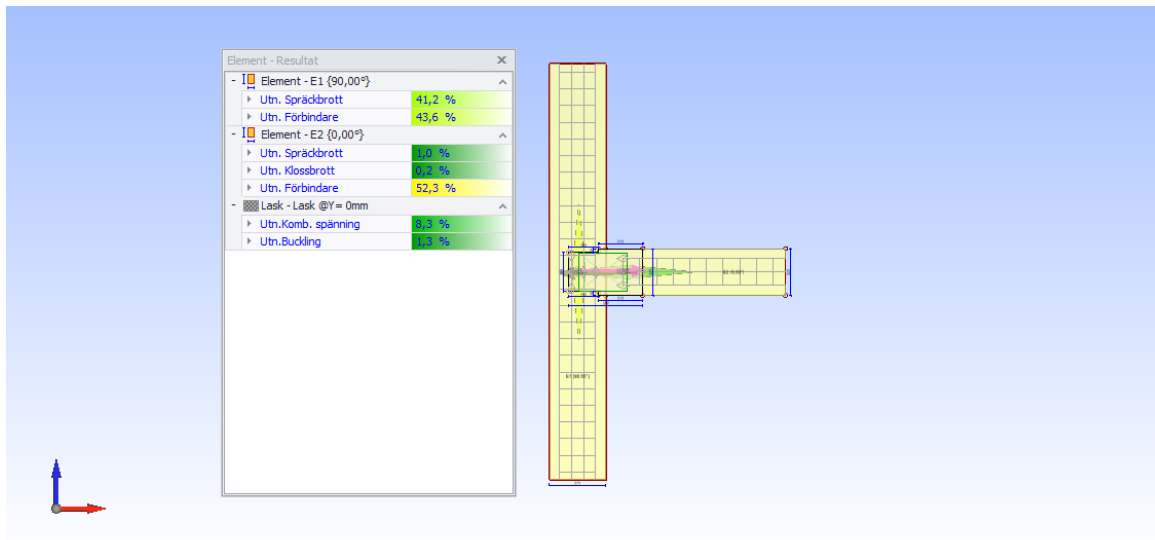 Element - Resultat
Element - E1 {90,00°}
Utn. Spräckbrott 41,2 %
Utn. Förbindare 43,6 %
Element - E2 {0,00°}
Utn. Spräckbrott 1,0 %
Utn. Klossbrott 0,2 %
Utn. Förbindare 52,3 %
Lask - Lask @Y= 0mm
Utn.Komb. spänning 8,3 %
Utn.Buckling 1,3 %